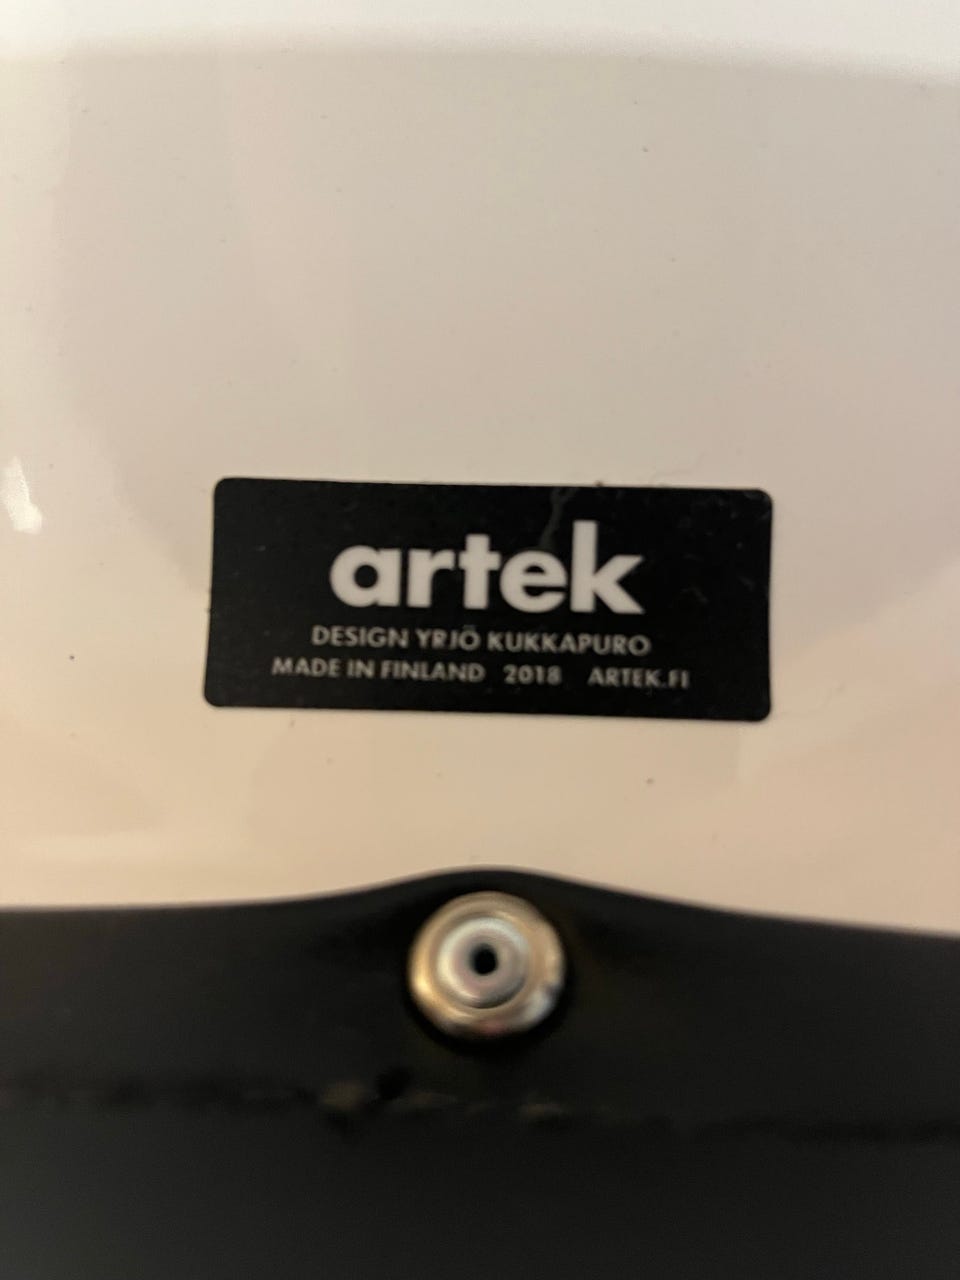 artek
DESIGN YRJÖ KUKKAPURO
MADE IN FINLAND 2018 ARTEK.FI